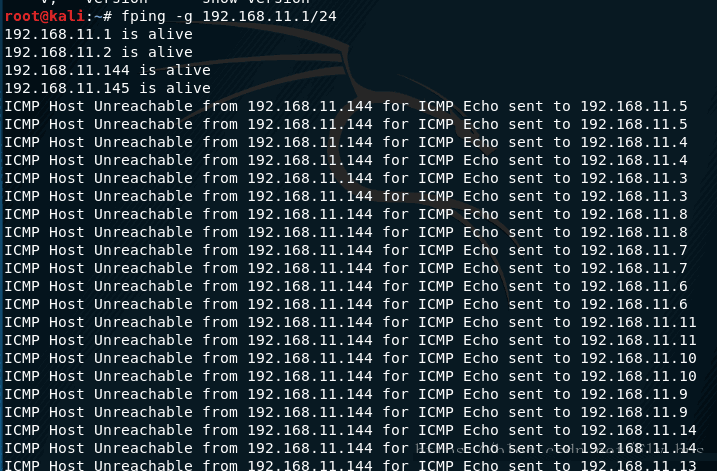 root@kali:~# fping -g 192.168.11.1/24
192.168.11.1 is alive
192.168.11.2 is alive
192.168.11.144 is alive
192.168.11.145 is alive
ICMP Host Unreachable from 192.168.11.144 for ICMP Echo sent to 192.168.11.5
ICMP Host Unreachable from 192.168.11.144 for ICMP Echo sent to 192.168.11.5
ICMP Host Unreachable from 192.168.11.144 for ICMP Echo sent to 192.168.11.4
ICMP Host Unreachable from 192.168.11.144 for ICMP Echo sent to 192.168.11.4
ICMP Host Unreachable from 192.168.11.144 for ICMP Echo sent to 192.168.11.3
ICMP Host Unreachable from 192.168.11.144 for ICMP Echo sent to 192.168.11.3
ICMP Host Unreachable from 192.168.11.144 for ICMP Echo sent to 192.168.11.8
ICMP Host Unreachable from 192.168.11.144 for ICMP Echo sent to 192.168.11.8
ICMP Host Unreachable from 192.168.11.144 for ICMP Echo sent to 192.168.11.7
ICMP Host Unreachable from 192.168.11.144 for ICMP Echo sent to 192.168.11.7
ICMP Host Unreachable from 192.168.11.144 for ICMP Echo sent to 192.168.11.6
ICMP Host Unreachable from 192.168.11.144 for ICMP Echo sent to 192.168.11.6
ICMP Host Unreachable from 192.168.11.144 for ICMP Echo sent to 192.168.11.11
ICMP Host Unreachable from 192.168.11.144 for ICMP Echo sent to 192.168.11.11
ICMP Host Unreachable from 192.168.11.144 for ICMP Echo sent to 192.168.11.10
ICMP Host Unreachable from 192.168.11.144 for ICMP Echo sent to 192.168.11.10
ICMP Host Unreachable from 192.168.11.144 for ICMP Echo sent to 192.168.11.9
ICMP Host Unreachable from 192.168.11.144 for ICMP Echo sent to 192.168.11.9
ICMP Host Unreachable from 192.168.11.144 for ICMP Echo sent to 192.168.11.14
ICMP Host Unreachable from 192.168.11.144 for ICMP Echo sent to 192.168.11.14
ICMP Host Unreachable from 192.168.11.144 for ICMP Echo sent to 192.168.11.13